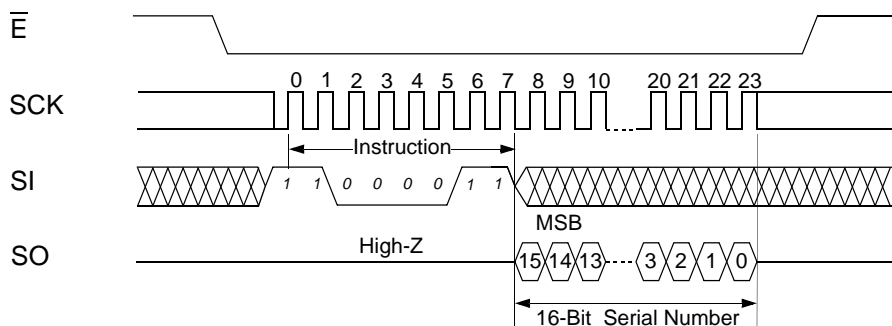 E̅
SCK 0 1 2 3 4 5 6 7 8 9 10 20 21 22 23
Instruction
SI 1 1 0 0 0 0 1 1
MSB
High-Z
SO 15 14 13 3 2 1 0
16-Bit Serial Number